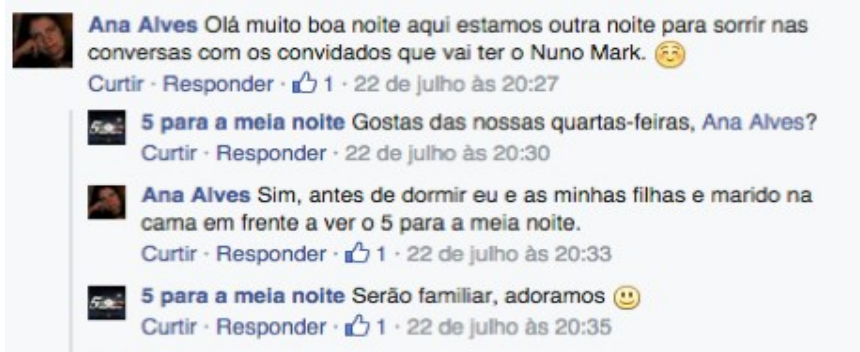 Ana Alves Olá muito boa noite aqui estamos outra noite para sorrir nas
conversas com os convidados que vai ter o Nuno Mark. ☺
Curtir · Responder · 1 · 22 de julho às 20:27
5 para a meia noite Gostas das nossas quartas-feiras, Ana Alves?
Curtir · Responder · 22 de julho às 20:30
Ana Alves Sim, antes de dormir eu e as minhas filhas e marido na
cama em frente a ver o 5 para a meia noite.
Curtir · Responder · 1 · 22 de julho às 20:33
5 para a meia noite Serão familiar, adoramos 🙂
Curtir · Responder · 1 · 22 de julho às 20:35